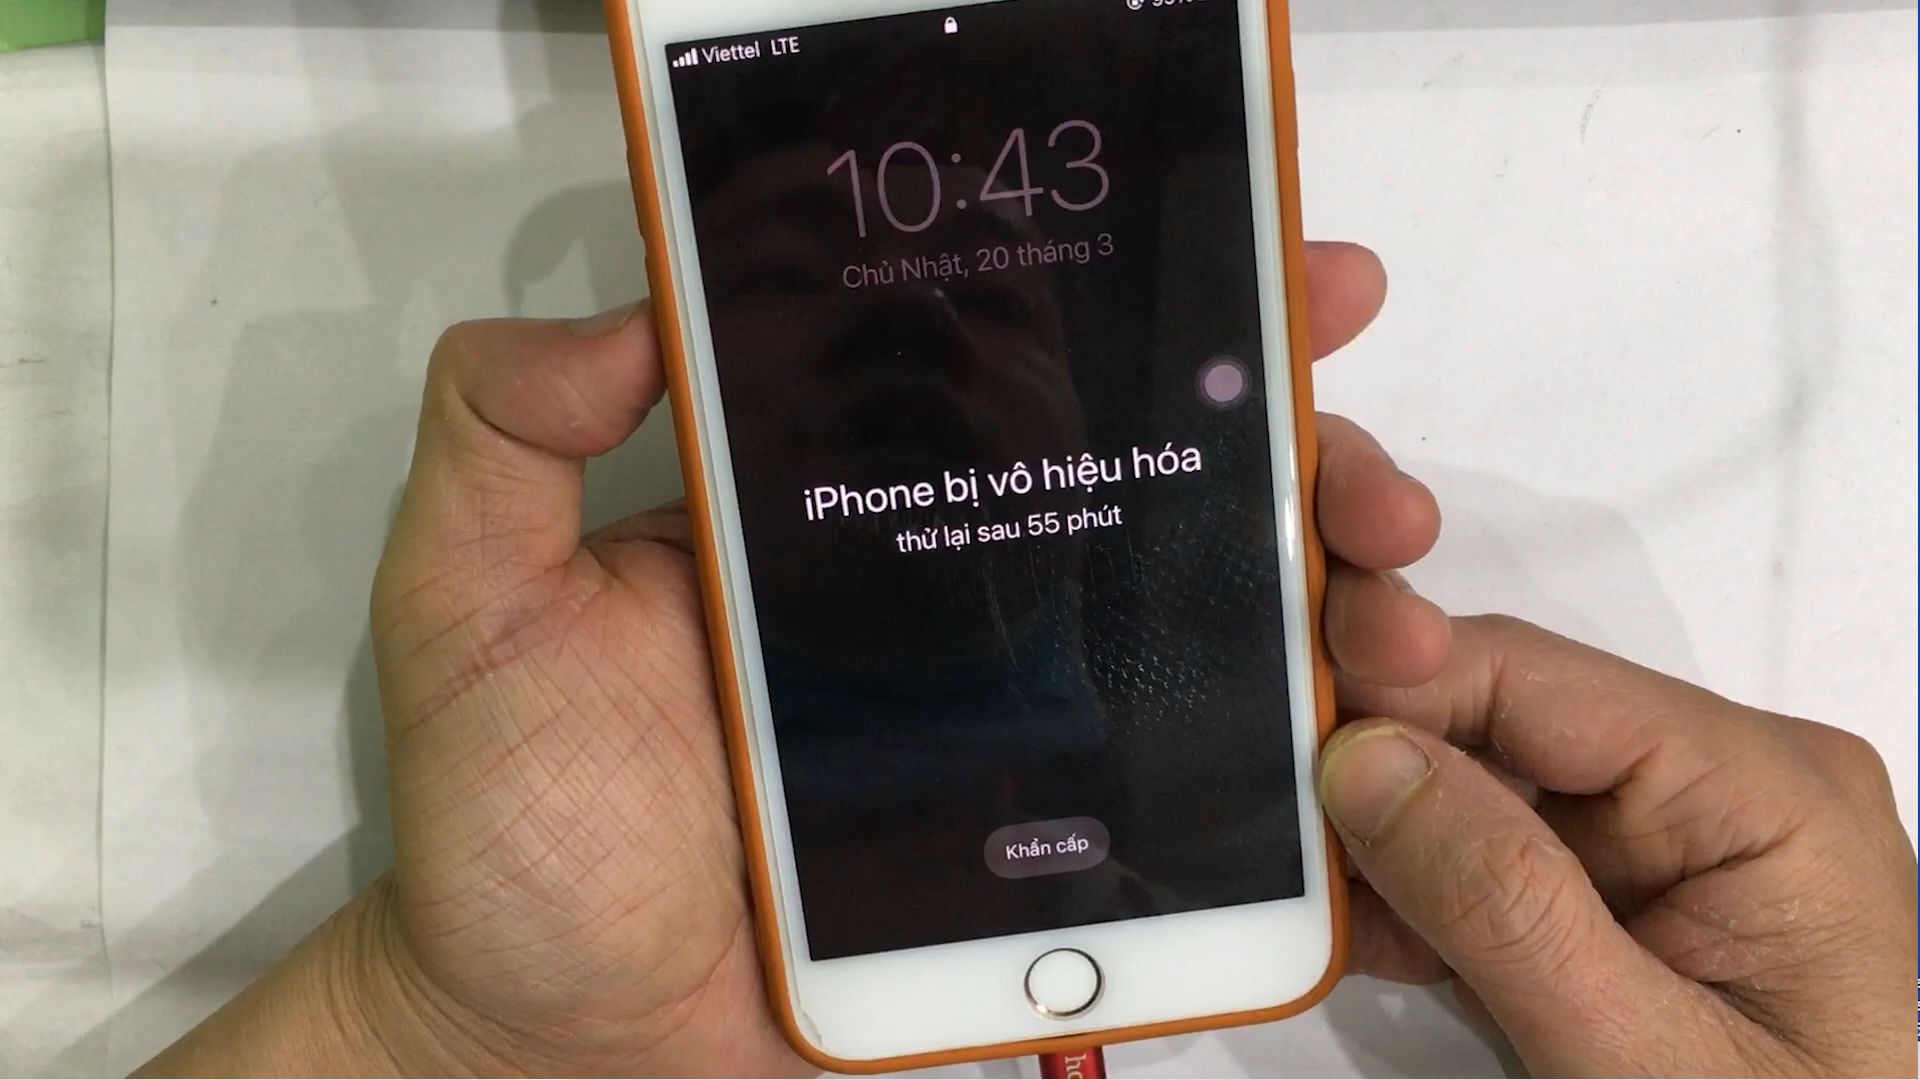 Viettel LTE
10:43
Chủ Nhật, 20 tháng 3
iPhone bị vô hiệu hóa
thử lại sau 55 phút
Khẩn cấp